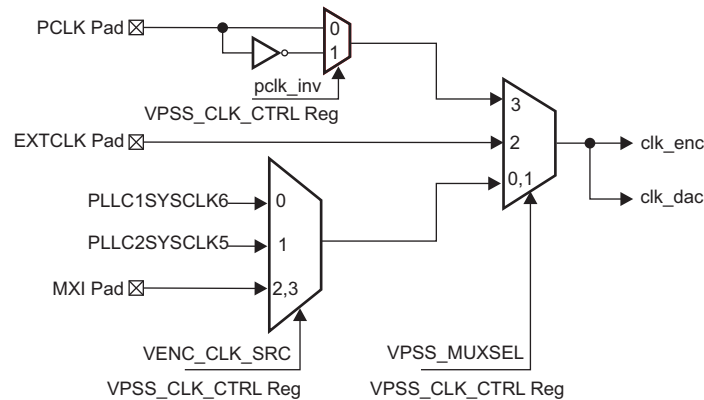 PCLK Pad
0
1
pclk_inv
VPSS_CLK_CTRL Reg
3
EXTCLK Pad
2
clk_enc
0,1
PLLC1SYSCLK6
0
clk_dac
PLLC2SYSCLK5
1
MXI Pad
2,3
VENC_CLK_SRC
VPSS_MUXSEL
VPSS_CLK_CTRL Reg
VPSS_CLK_CTRL Reg